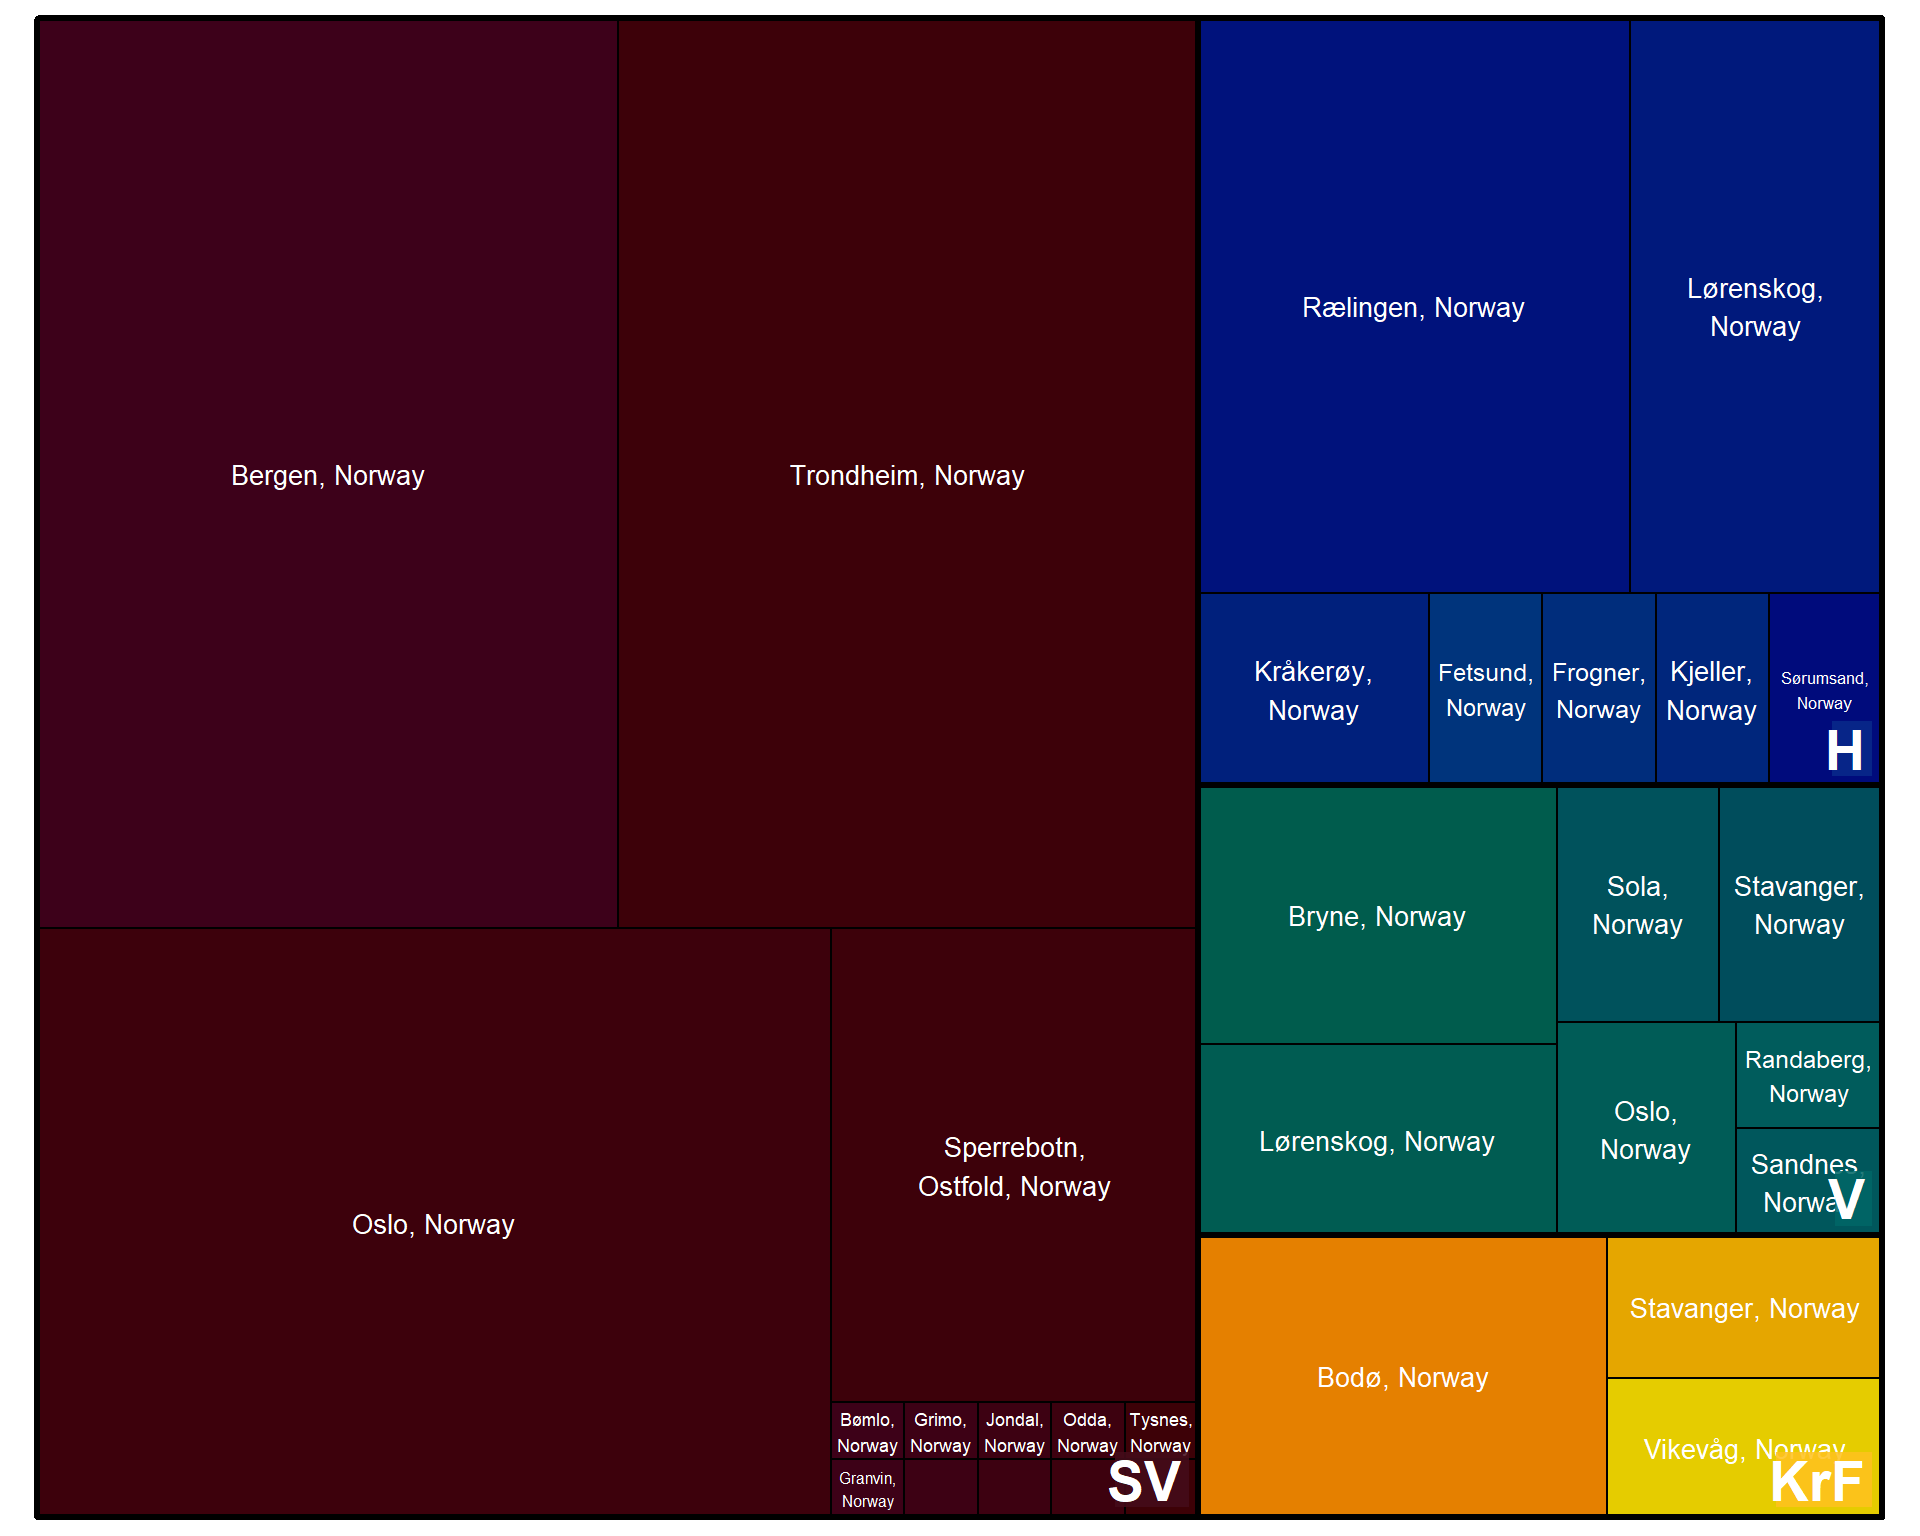 Bergen, Norway
Trondheim, Norway
Oslo, Norway
Sperrebotn,
Ostfold, Norway
Bømlo,
Norway
Grimo,
Norway
Jondal,
Norway
Odda,
Norway
Tysnes,
Norway
Granvin,
Norway
SV
Rælingen, Norway
Lørenskog,
Norway
Kråkerøy,
Norway
Fetsund,
Norway
Frogner,
Norway
Kjeller,
Norway
Sørumsand,
Norway
H
Bryne, Norway
Sola,
Norway
Stavanger,
Norway
Lørenskog, Norway
Oslo,
Norway
Randaberg,
Norway
Sandnes,
Norway
V
Bodø, Norway
Stavanger, Norway
Vikevåg, Norway
KrF